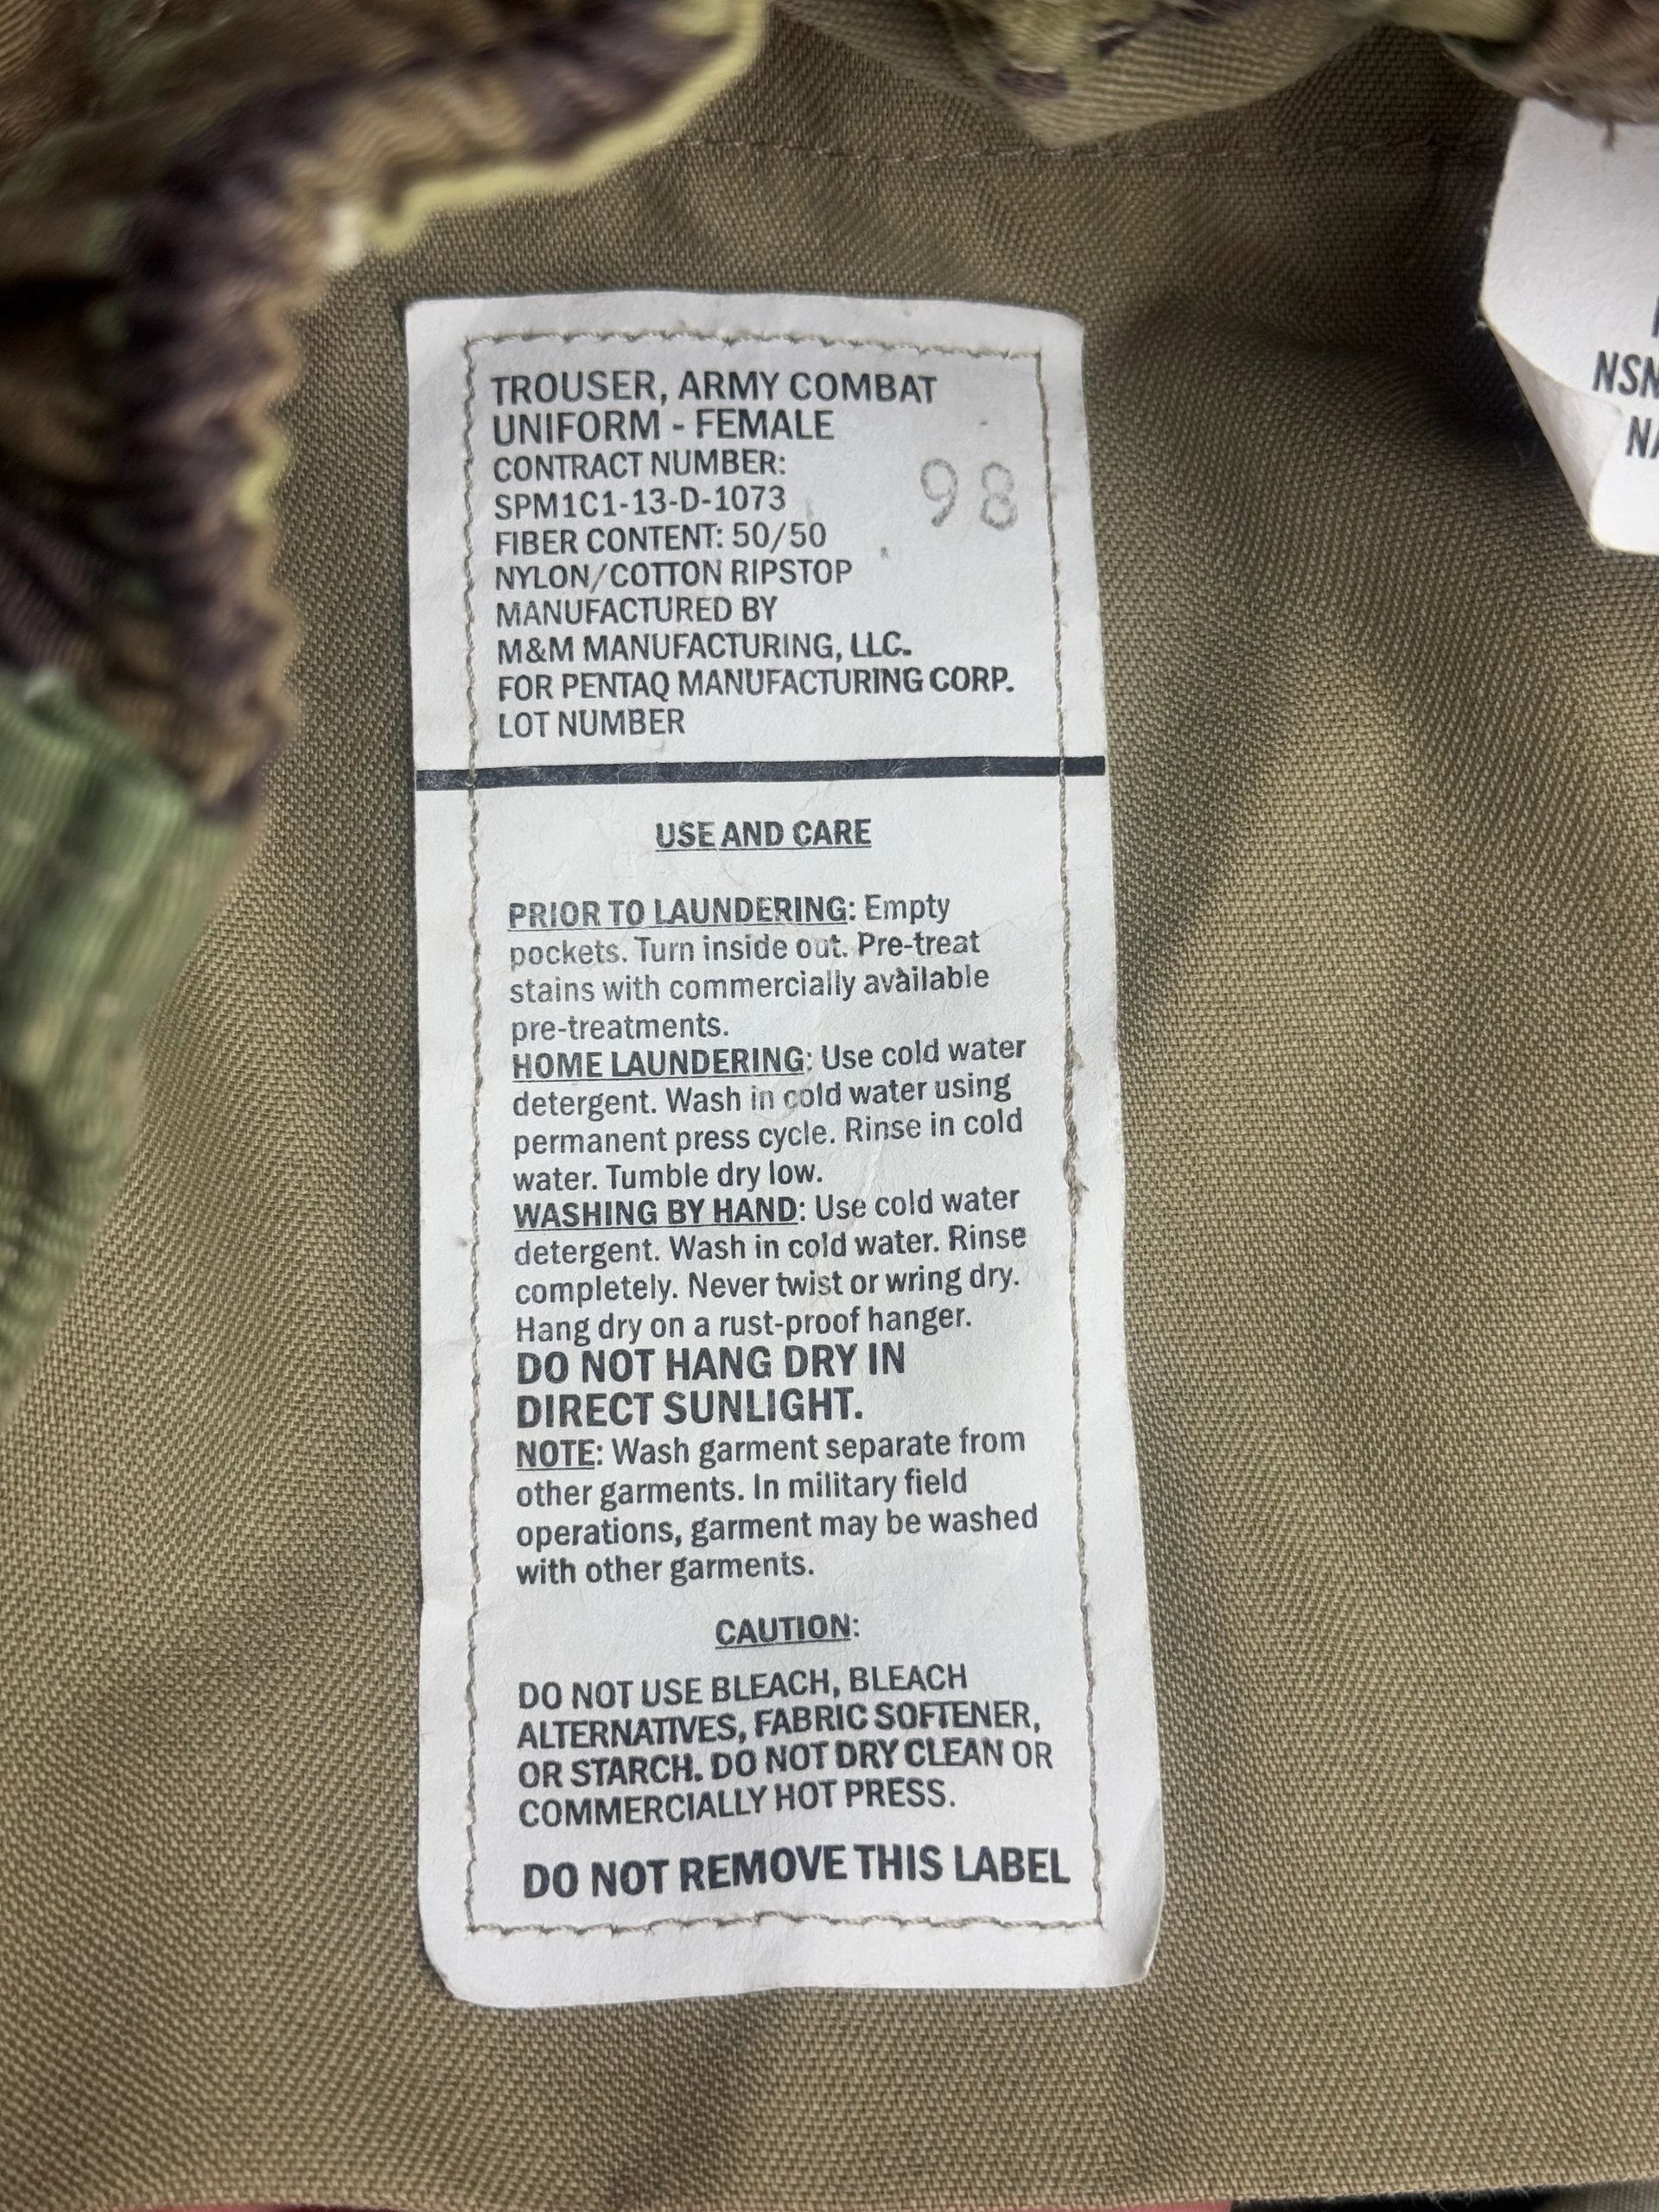 TROUSER, ARMY COMBAT
UNIFORM - FEMALE
CONTRACT NUMBER:
SPM1C1-13-D-1073
98
FIBER CONTENT: 50/50
NYLON/COTTON RIPSTOP
MANUFACTURED BY
M&M MANUFACTURING, LLC.
FOR PENTAQ MANUFACTURING CORP.
LOT NUMBER
USE AND CARE
PRIOR TO LAUNDERING: Empty
pockets. Turn inside out. Pre-treat
stains with commercially available
pre-treatments.
HOME LAUNDERING: Use cold water
detergent. Wash in cold water using
permanent press cycle. Rinse in cold
water. Tumble dry low.
WASHING BY HAND: Use cold water
detergent. Wash in cold water. Rinse
completely. Never twist or wring dry.
Hang dry on a rust-proof hanger.
DO NOT HANG DRY IN
DIRECT SUNLIGHT.
NOTE: Wash garment separate from
other garments. In military field
operations, garment may be washed
with other garments.
CAUTION:
DO NOT USE BLEACH, BLEACH
ALTERNATIVES, FABRIC SOFTENER,
OR STARCH. DO NOT DRY CLEAN OR
COMMERCIALLY HOT PRESS.
DO NOT REMOVE THIS LABEL
NSN